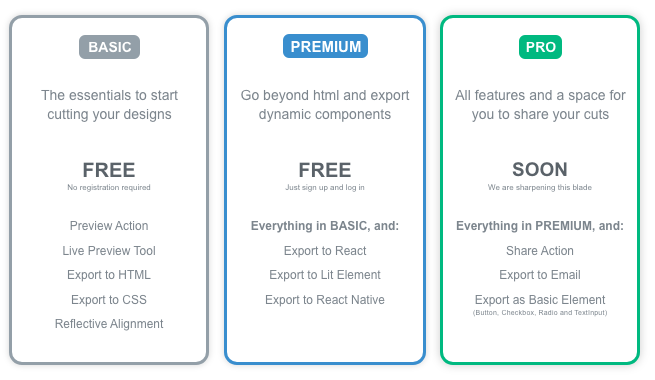 BASIC
The essentials to start
cutting your designs
FREE
No registration required
Preview Action
Live Preview Tool
Export to HTML
Export to CSS
Reflective Alignment
PREMIUM
Go beyond html and export
dynamic components
FREE
Just sign up and log in
Everything in BASIC, and:
Export to React
Export to Lit Element
Export to React Native
PRO
All features and a space for
you to share your cuts
SOON
We are sharpening this blade
Everything in PREMIUM, and:
Share Action
Export to Email
Export as Basic Element
(Button, Checkbox, Radio and TextInput)